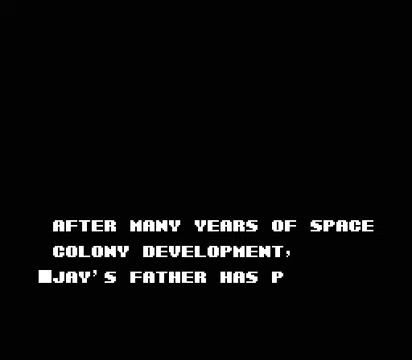 AFTER MANY YEARS OF SPACE
COLONY DEVELOPMENT,
JAY'S FATHER HAS P